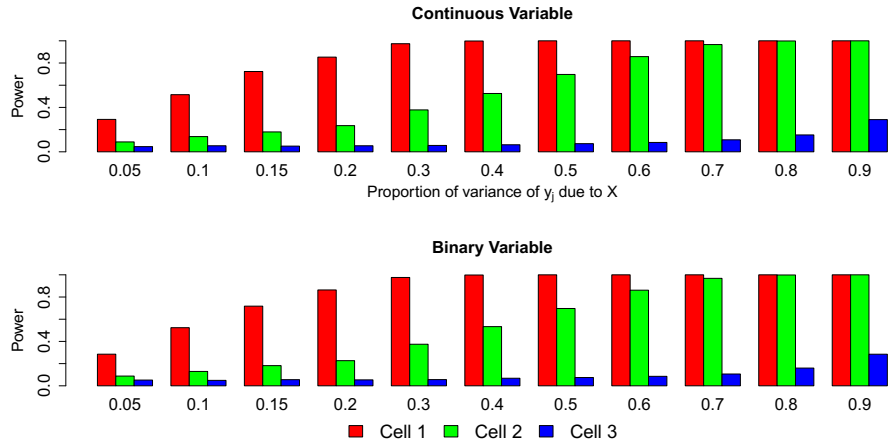 Continuous Variable
Power
0.0 0.4 0.8
0.05 0.1 0.15 0.2 0.3 0.4 0.5 0.6 0.7 0.8 0.9
Proportion of variance of yj due to X
Binary Variable
Power
0.0 0.4 0.8
0.05 0.1 0.15 0.2 0.3 0.4 0.5 0.6 0.7 0.8 0.9
Cell 1 Cell 2 Cell 3